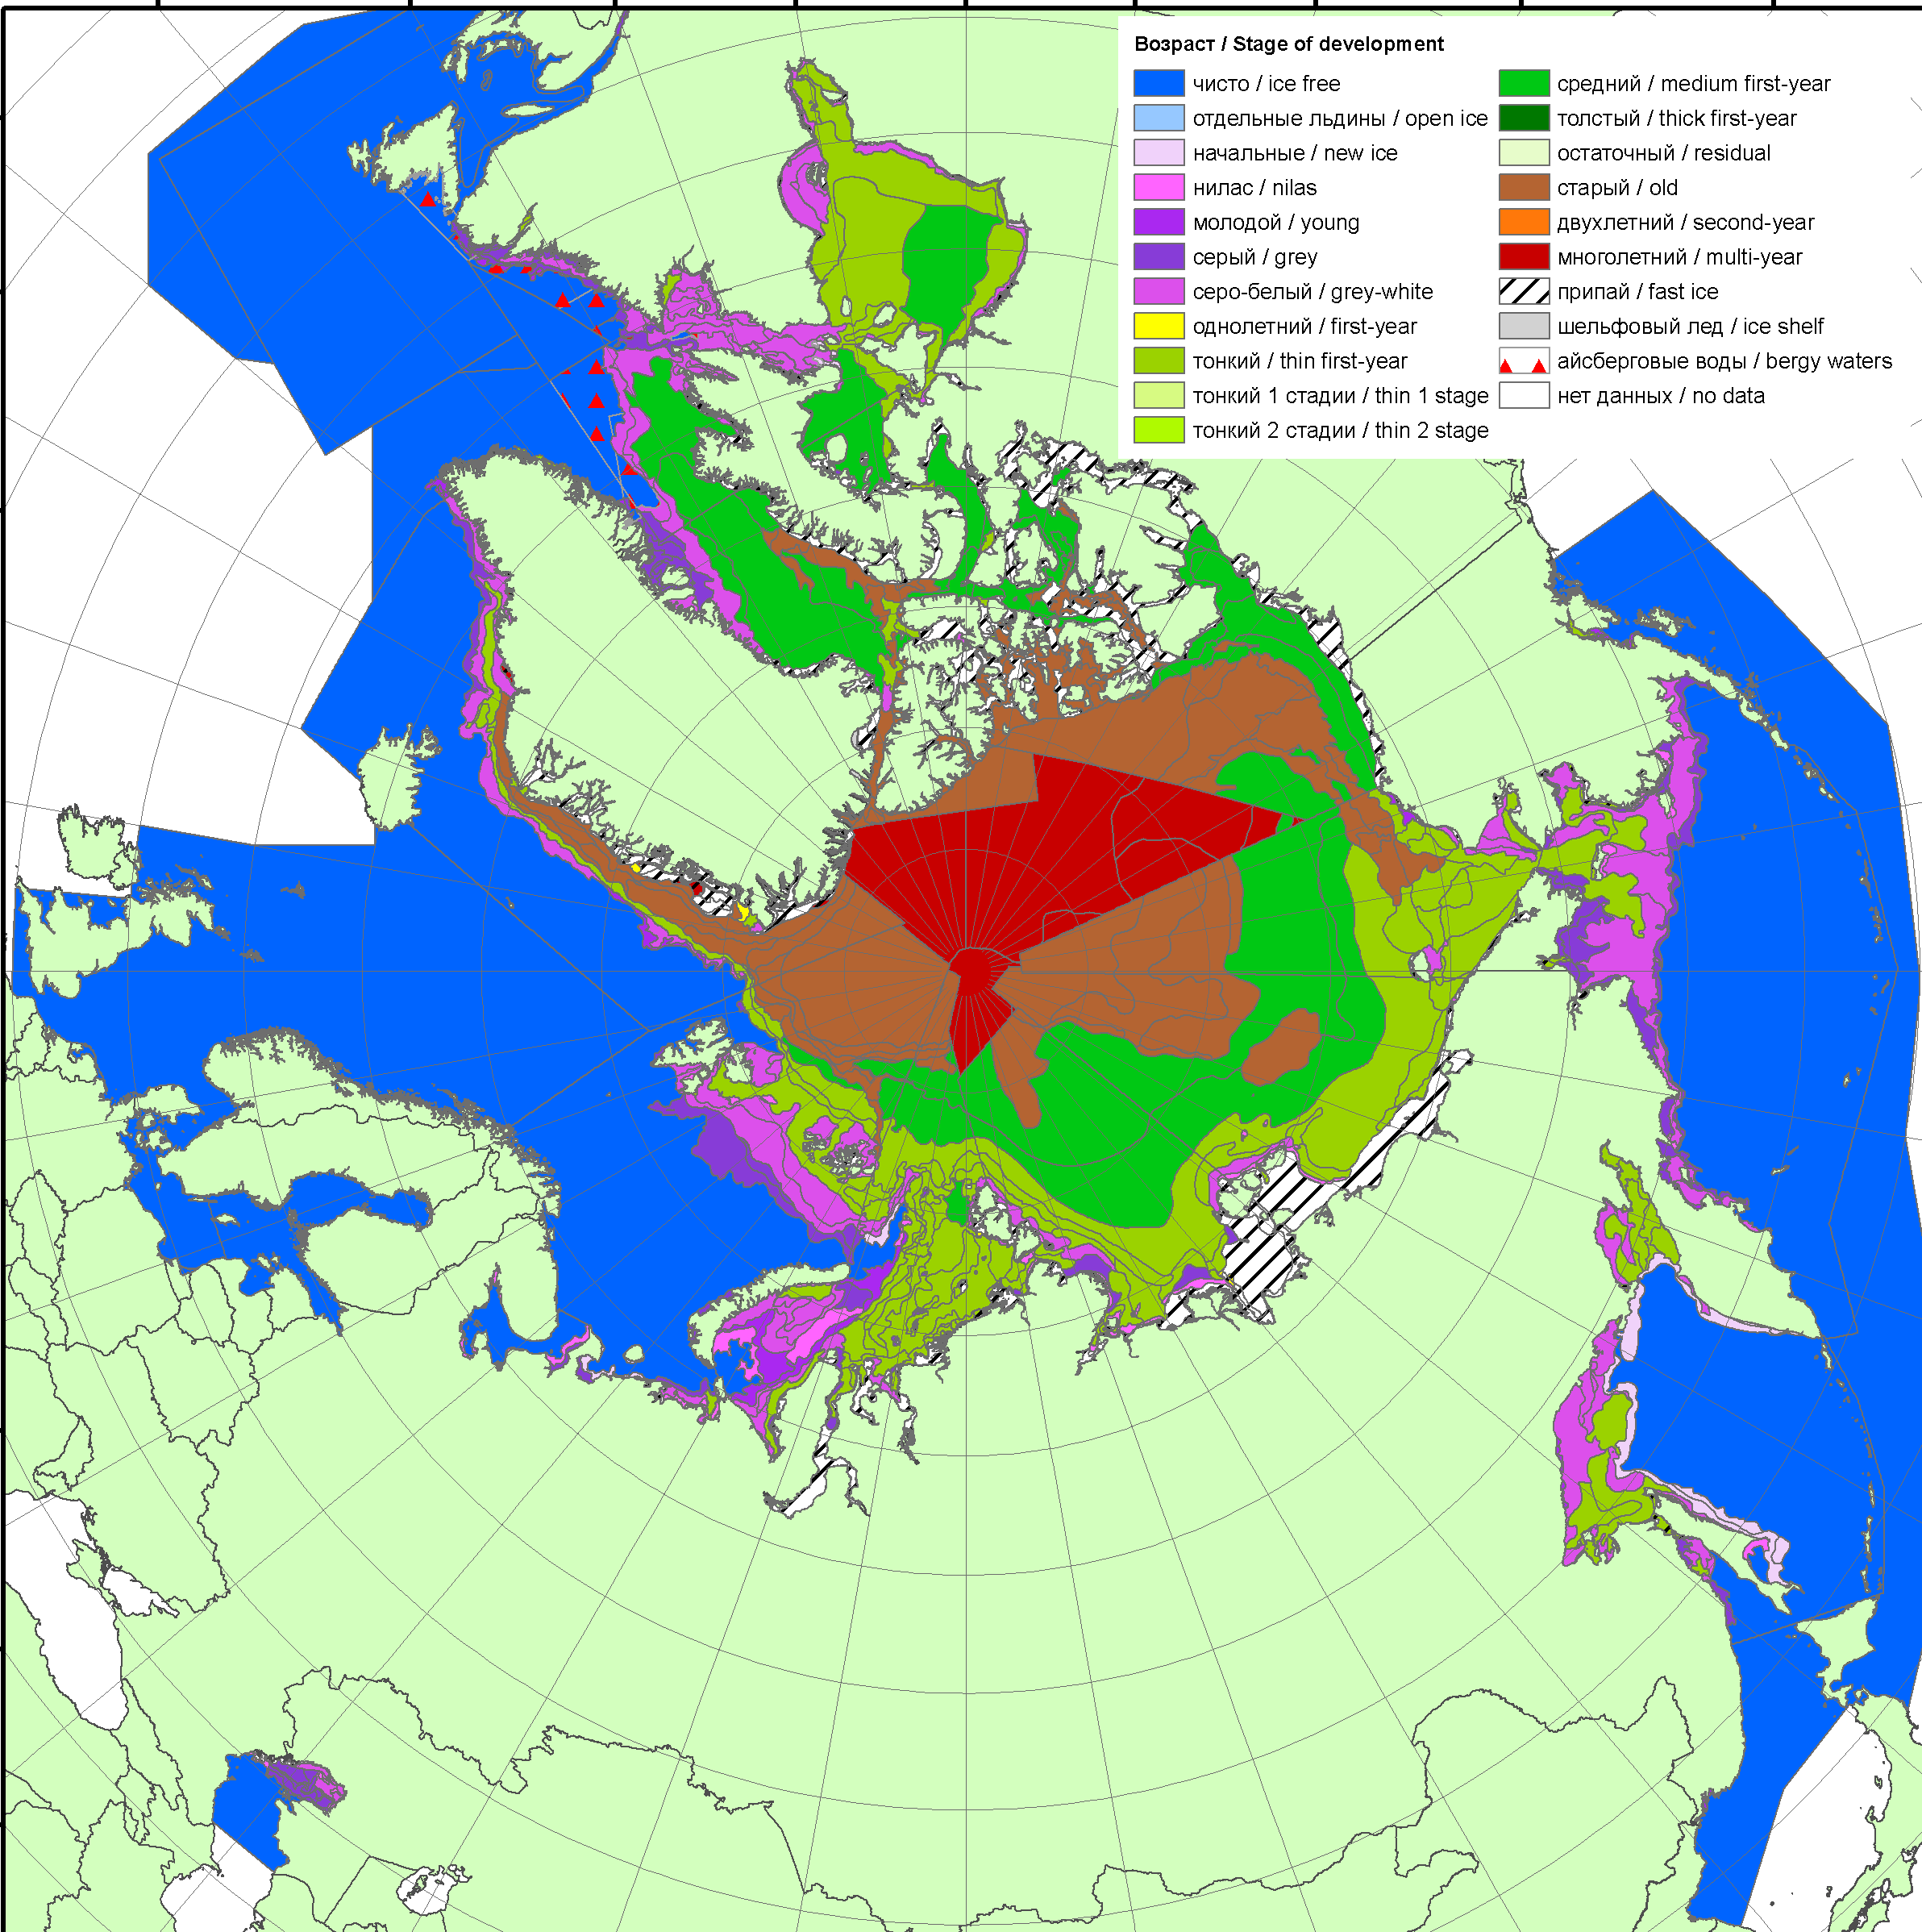 Возраст / Stage of development
чисто / ice free
отдельные льдины / open ice
начальные / new ice
нилас / nilas
молодой / young
серый / grey
серо-белый / grey-white
однолетний / first-year
тонкий / thin first-year
тонкий 1 стадии / thin 1 stage
тонкий 2 стадии / thin 2 stage
средний / medium first-year
толстый / thick first-year
остаточный / residual
старый / old
двухлетний / second-year
многолетний / multi-year
припай / fast ice
шельфовый лед / ice shelf
айсберговые воды / bergy waters
нет данных / no data